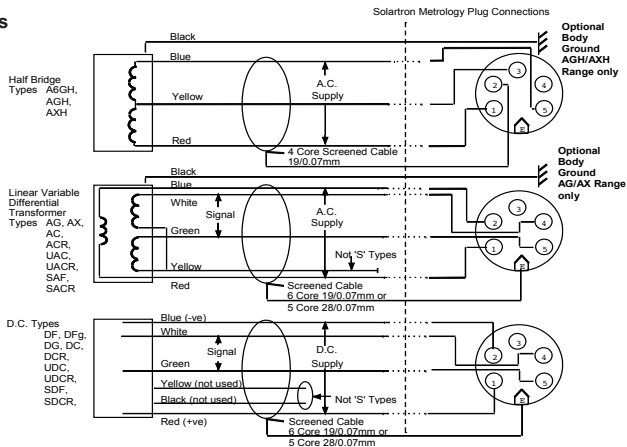 Solartron Metrology Plug Connections
s
Black
Optional
Body
Ground
AGH/AXH
Range only
Blue
Half Bridge
Types A6GH,
AGH,
AXH
Yellow
A.C.
Supply
Red
4 Core Screened Cable
19/0.07mm
1
2
3
4
5
E
Black
Optional
Body
Ground
AG/AX Range
only
Blue
White
Linear Variable
Differential
Transformer
Types AG, AX,
AC,
ACR,
UAC,
UACR,
SAF,
SACR
Signal
A.C.
Supply
Green
Not 'S' Types
Yellow
Red
Screened Cable
6 Core 19/0.07mm or
5 Core 28/0.07mm
1
2
3
4
5
E
D.C. Types
DF, DFg,
DG, DC,
DCR,
UDC,
UDCR,
SDF,
SDCR,
Blue (-ve)
White
Signal
D.C.
Supply
Green
Yellow (not used)
Black (not used)
Not 'S' Types
Red (+ve)
Screened Cable
6 Core 19/0.07mm or
5 Core 28/0.07mm
1
2
3
4
5
E